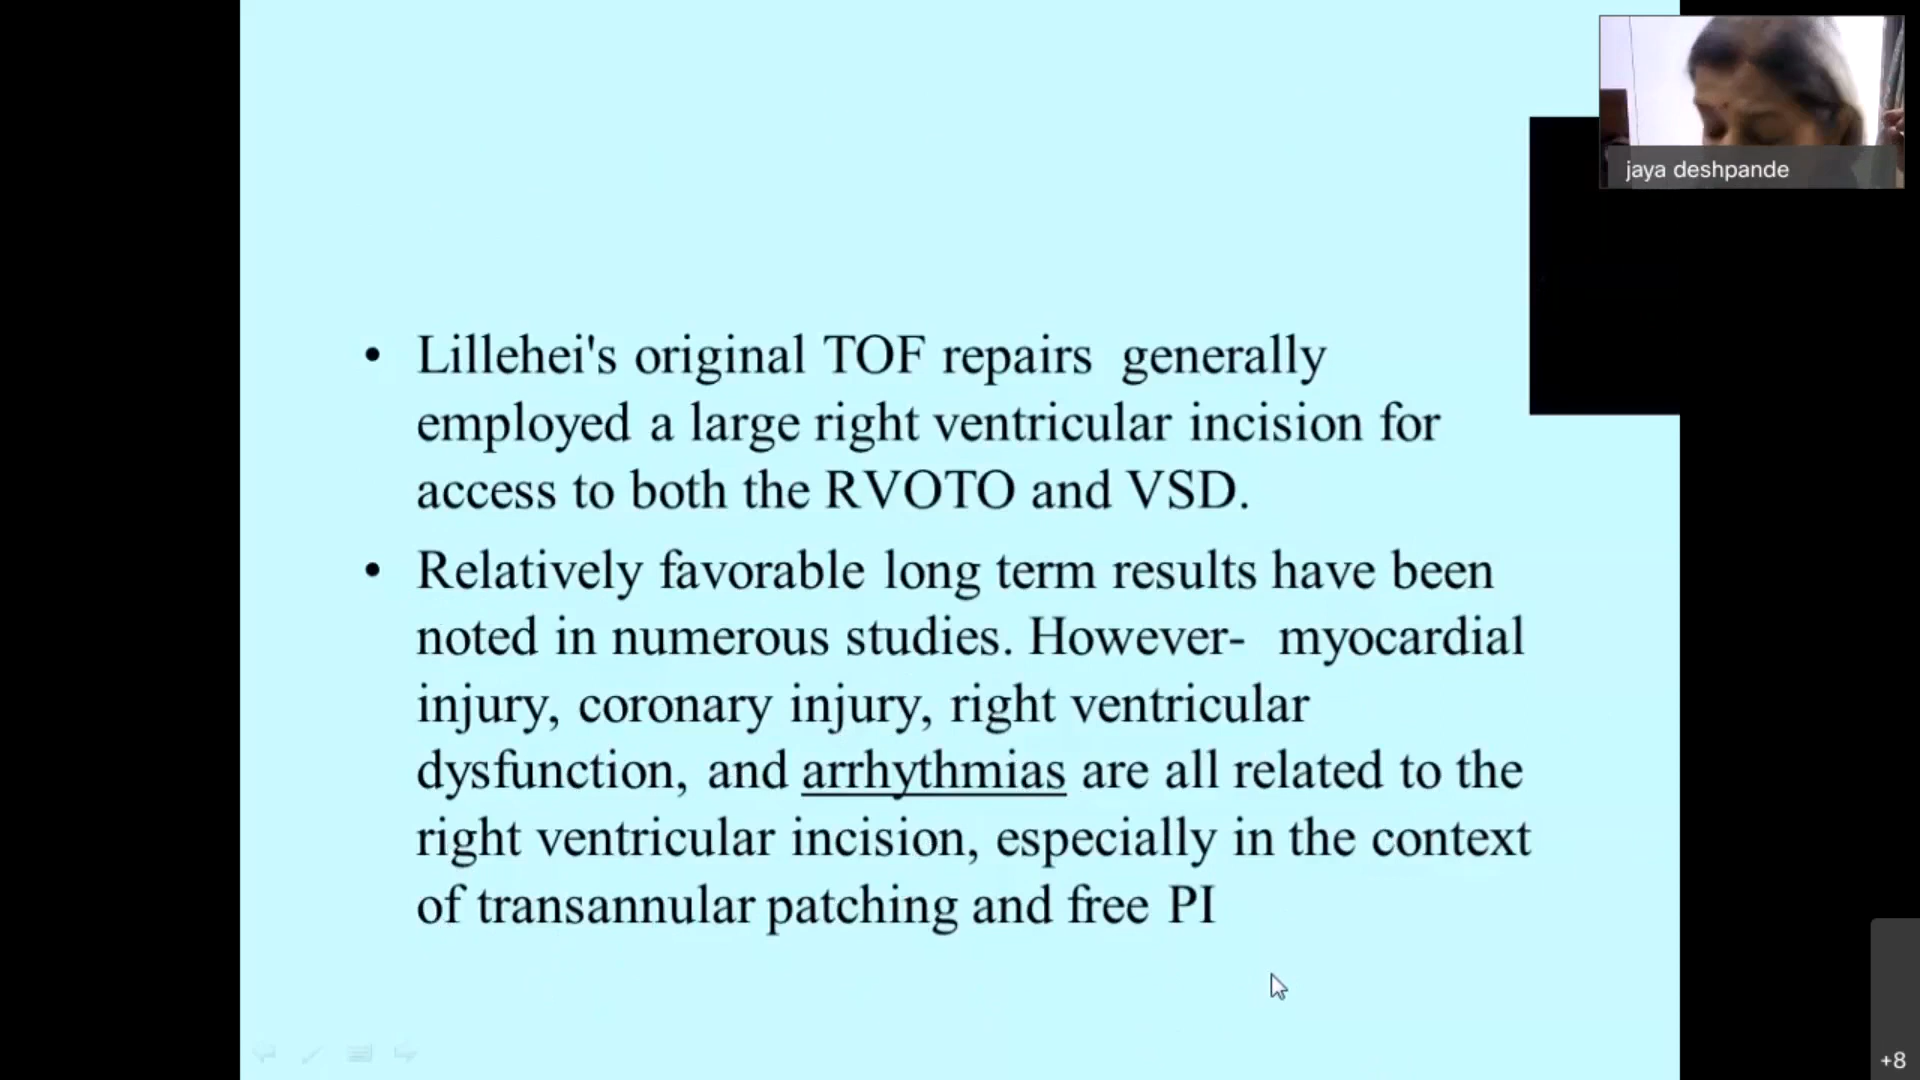 jaya deshpande
• Lillehei's original TOF repairs generally
employed a large right ventricular incision for
access to both the RVOTO and VSD.
• Relatively favorable long term results have been
noted in numerous studies. However- myocardial
injury, coronary injury, right ventricular
dysfunction, and arrhythmias are all related to the
right ventricular incision, especially in the context
of transannular patching and free PI
+8